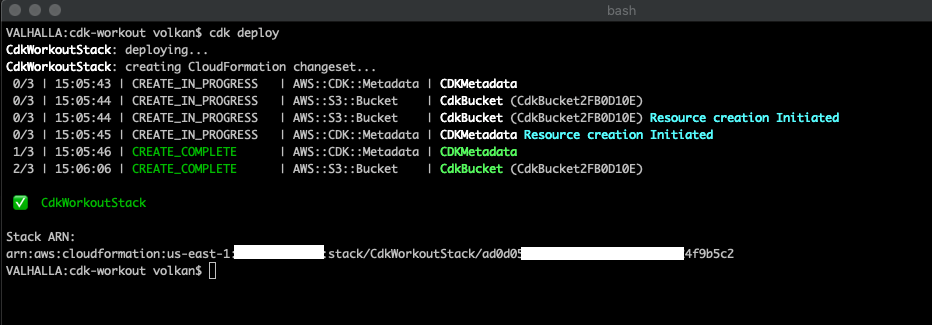 bash
VALHALLA:cdk-workout volkan$ cdk deploy
CdkWorkoutStack: deploying...
CdkWorkoutStack: creating CloudFormation changeset...
0/3 | 15:05:43 | CREATE_IN_PROGRESS | AWS::CDK::Metadata | CDKMetadata
0/3 | 15:05:44 | CREATE_IN_PROGRESS | AWS::S3::Bucket | CdkBucket (CdkBucket2FB0D10E)
0/3 | 15:05:44 | CREATE_IN_PROGRESS | AWS::S3::Bucket | CdkBucket (CdkBucket2FB0D10E) Resource creation Initiated
0/3 | 15:05:45 | CREATE_IN_PROGRESS | AWS::CDK::Metadata | CDKMetadata Resource creation Initiated
1/3 | 15:05:46 | CREATE_COMPLETE | AWS::CDK::Metadata | CDKMetadata
2/3 | 15:06:06 | CREATE_COMPLETE | AWS::S3::Bucket | CdkBucket (CdkBucket2FB0D10E)
✅ CdkWorkoutStack
Stack ARN:
arn:aws:cloudformation:us-east-1: :stack/CdkWorkoutStack/ad0d05 4f9b5c2
VALHALLA:cdk-workout volkan$